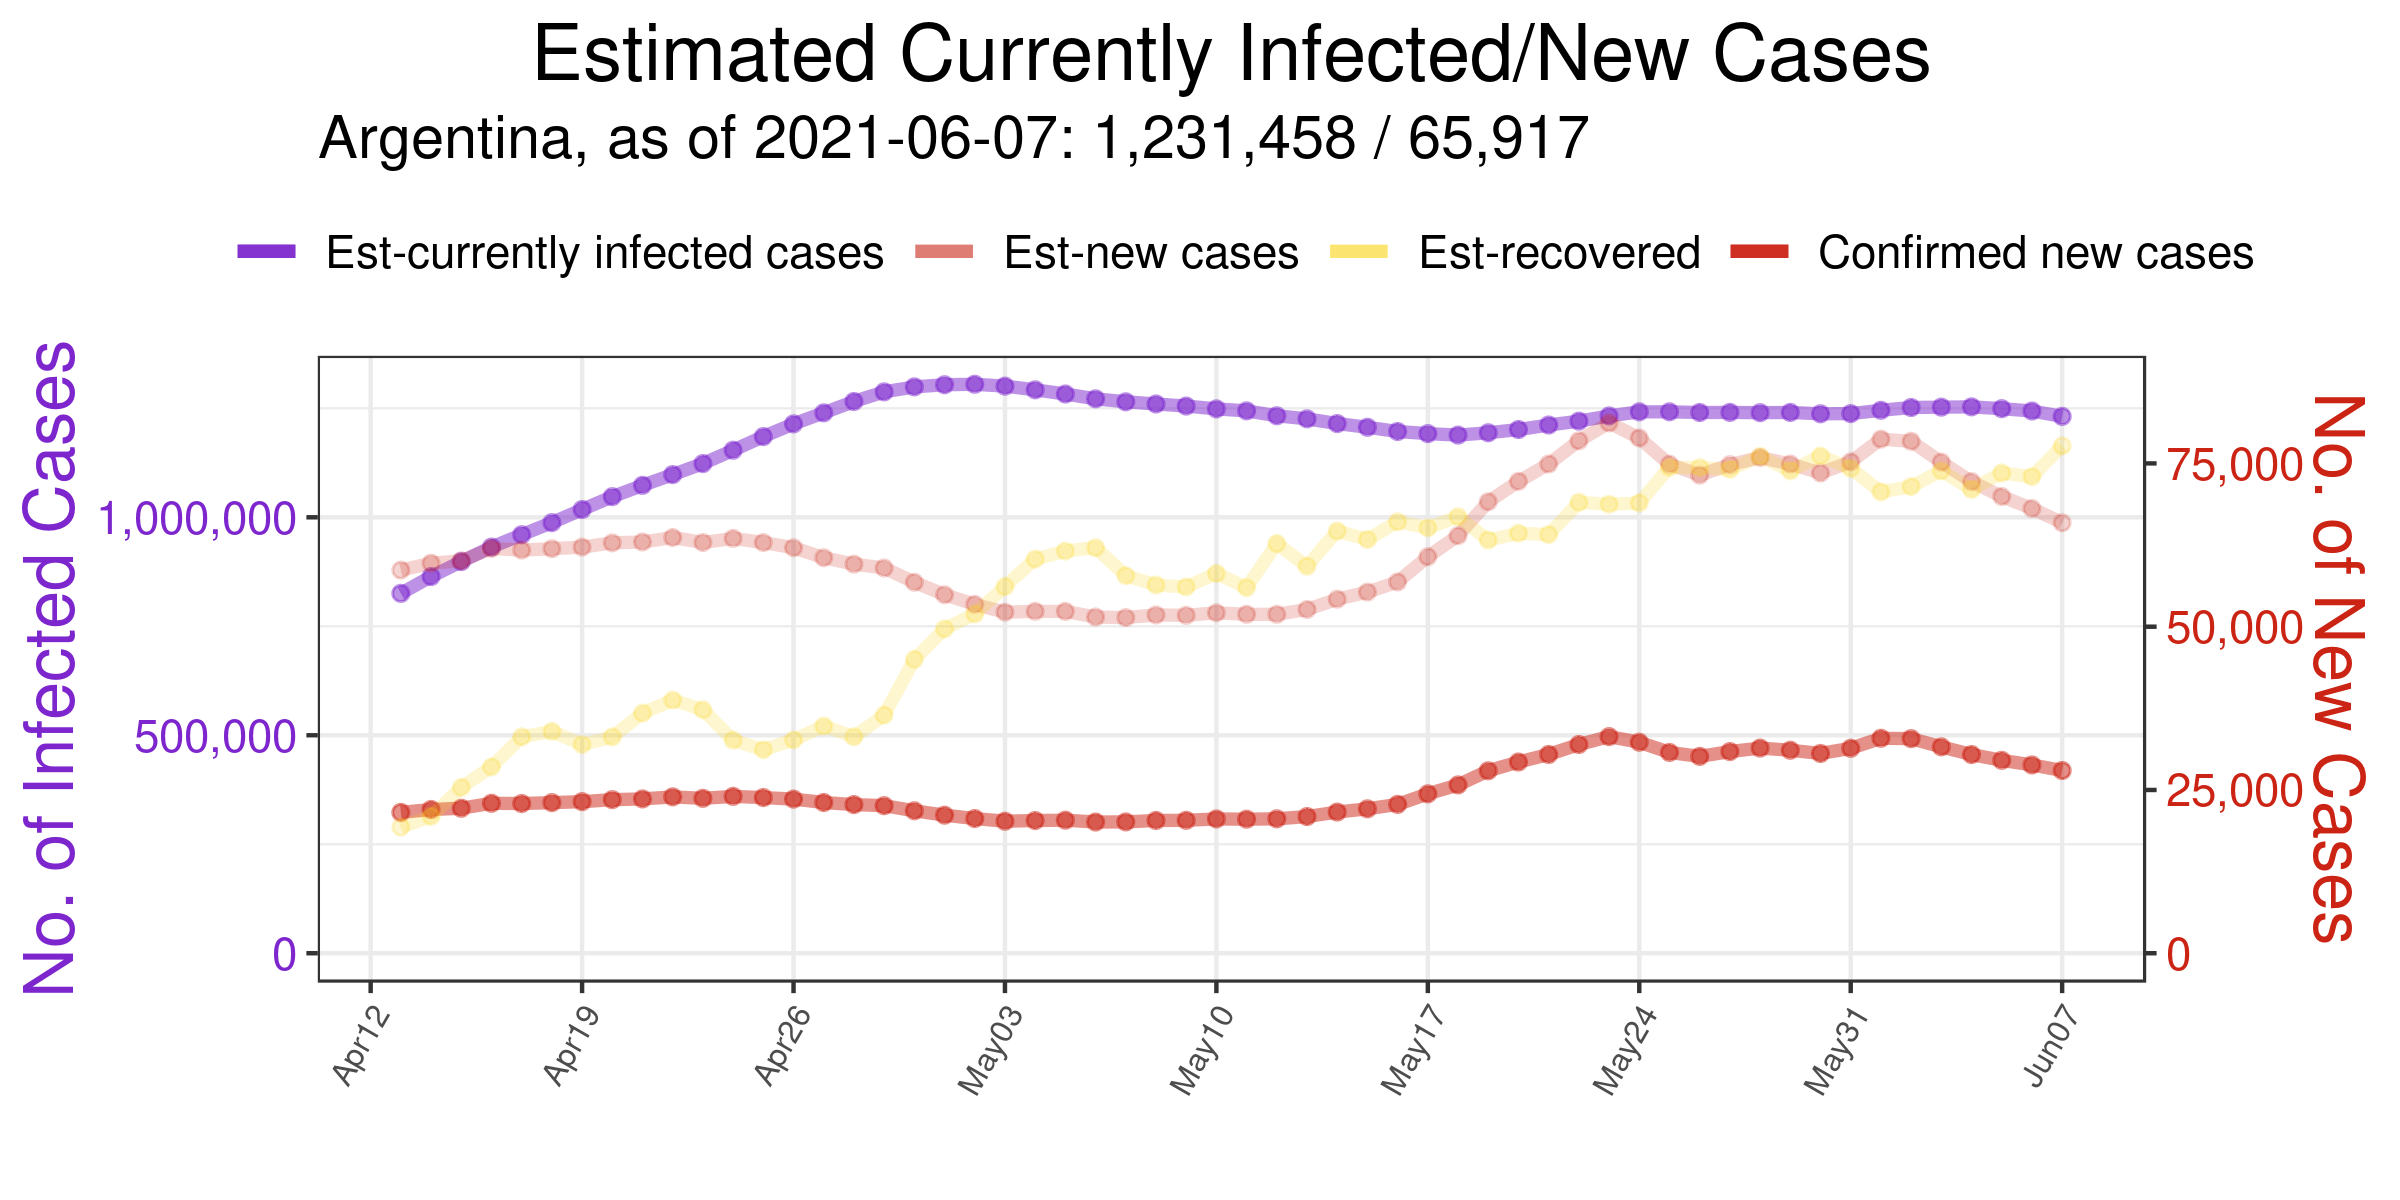 Estimated Currently Infected/New Cases
Argentina, as of 2021-06-07: 1,231,458 / 65,917
Est-currently infected cases Est-new cases Est-recovered Confirmed new cases
No. of Infected Cases
1,000,000
500,000
0
75,000
50,000
25,000
0
No. of New Cases
Apr12 Apr19 Apr26 May03 May10 May17 May24 May31 Jun07